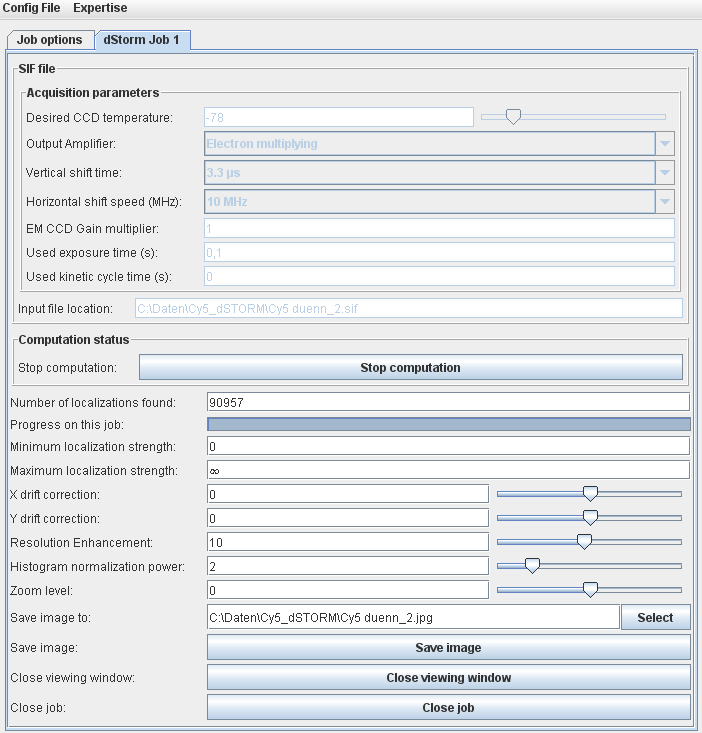 Config File Expertise
Job options dStorm Job 1
SIF file
Acquisition parameters
Desired CCD temperature: -78
Output Amplifier: Electron multiplying
Vertical shift time: 3.3 µs
Horizontal shift speed (MHz): 10 MHz
EM CCD Gain multiplier: 1
Used exposure time (s): 0,1
Used kinetic cycle time (s): 0
Input file location: C:\Daten\Cy5_dSTORM\Cy5 duenn_2.sif
Computation status
Stop computation: Stop computation
Number of localizations found: 90957
Progress on this job:
Minimum localization strength: 0
Maximum localization strength: ∞
X drift correction: 0
Y drift correction: 0
Resolution Enhancement: 10
Histogram normalization power: 2
Zoom level: 0
Save image to: C:\Daten\Cy5_dSTORM\Cy5 duenn_2.jpg Select
Save image: Save image
Close viewing window: Close viewing window
Close job: Close job